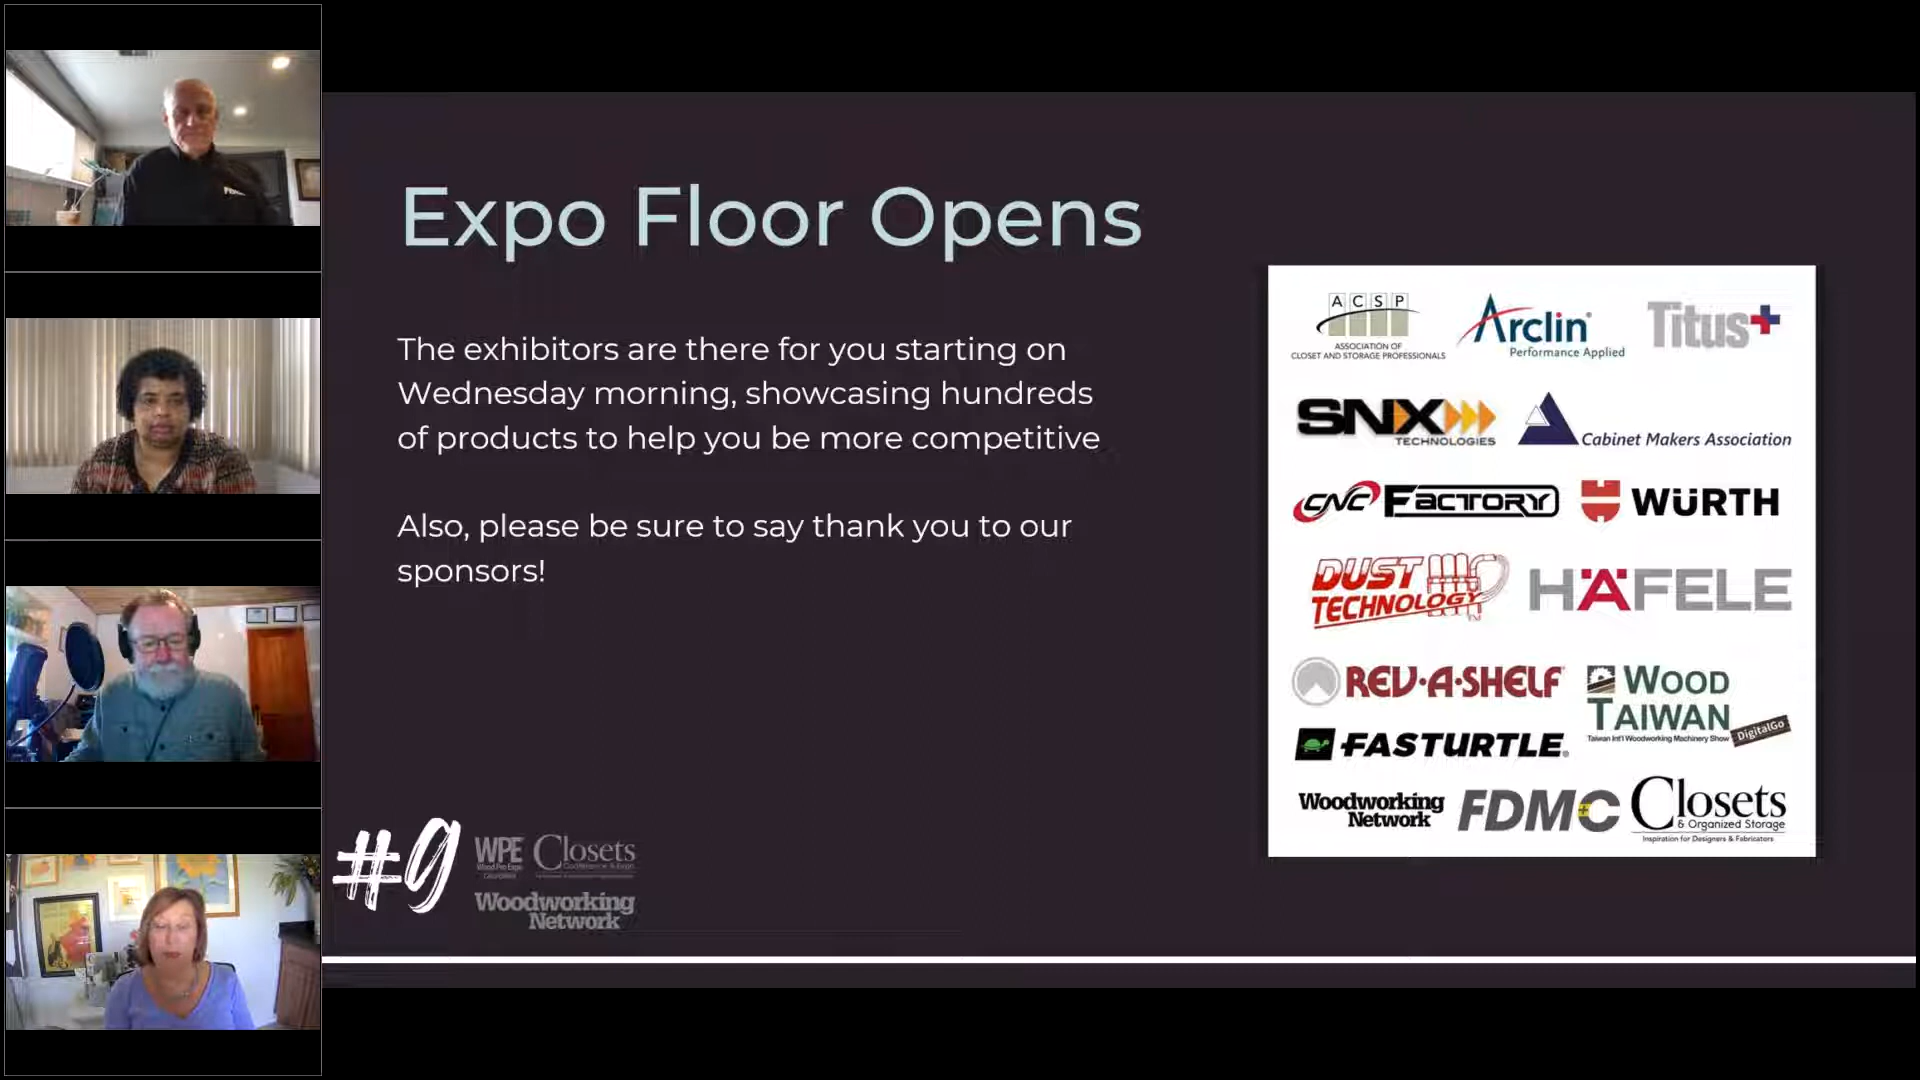 Expo Floor Opens
The exhibitors are there for you starting on
Wednesday morning, showcasing hundreds
of products to help you be more competitive
Also, please be sure to say thank you to our
sponsors!
A C S P
ASSOCIATION OF
CLOSET AND STORAGE PROFESSIONALS
Arclin®
Performance Applied
Titus+
SNX
TECHNOLOGIES
Cabinet Makers Association
CNC FACTORY
WÜRTH
DUST
TECHNOLOGY
HÄFELE
REV·A·SHELF
WOOD
TAIWAN
Taiwan Int'l Woodworking Machinery Show
DigitalGo
FASTURTLE®
Woodworking
Network
FDMC
Closets
& Organized Storage
Inspiration for Designers & Fabricators
#9
WPE
Closets
Conference & Expo
Woodworking
Network